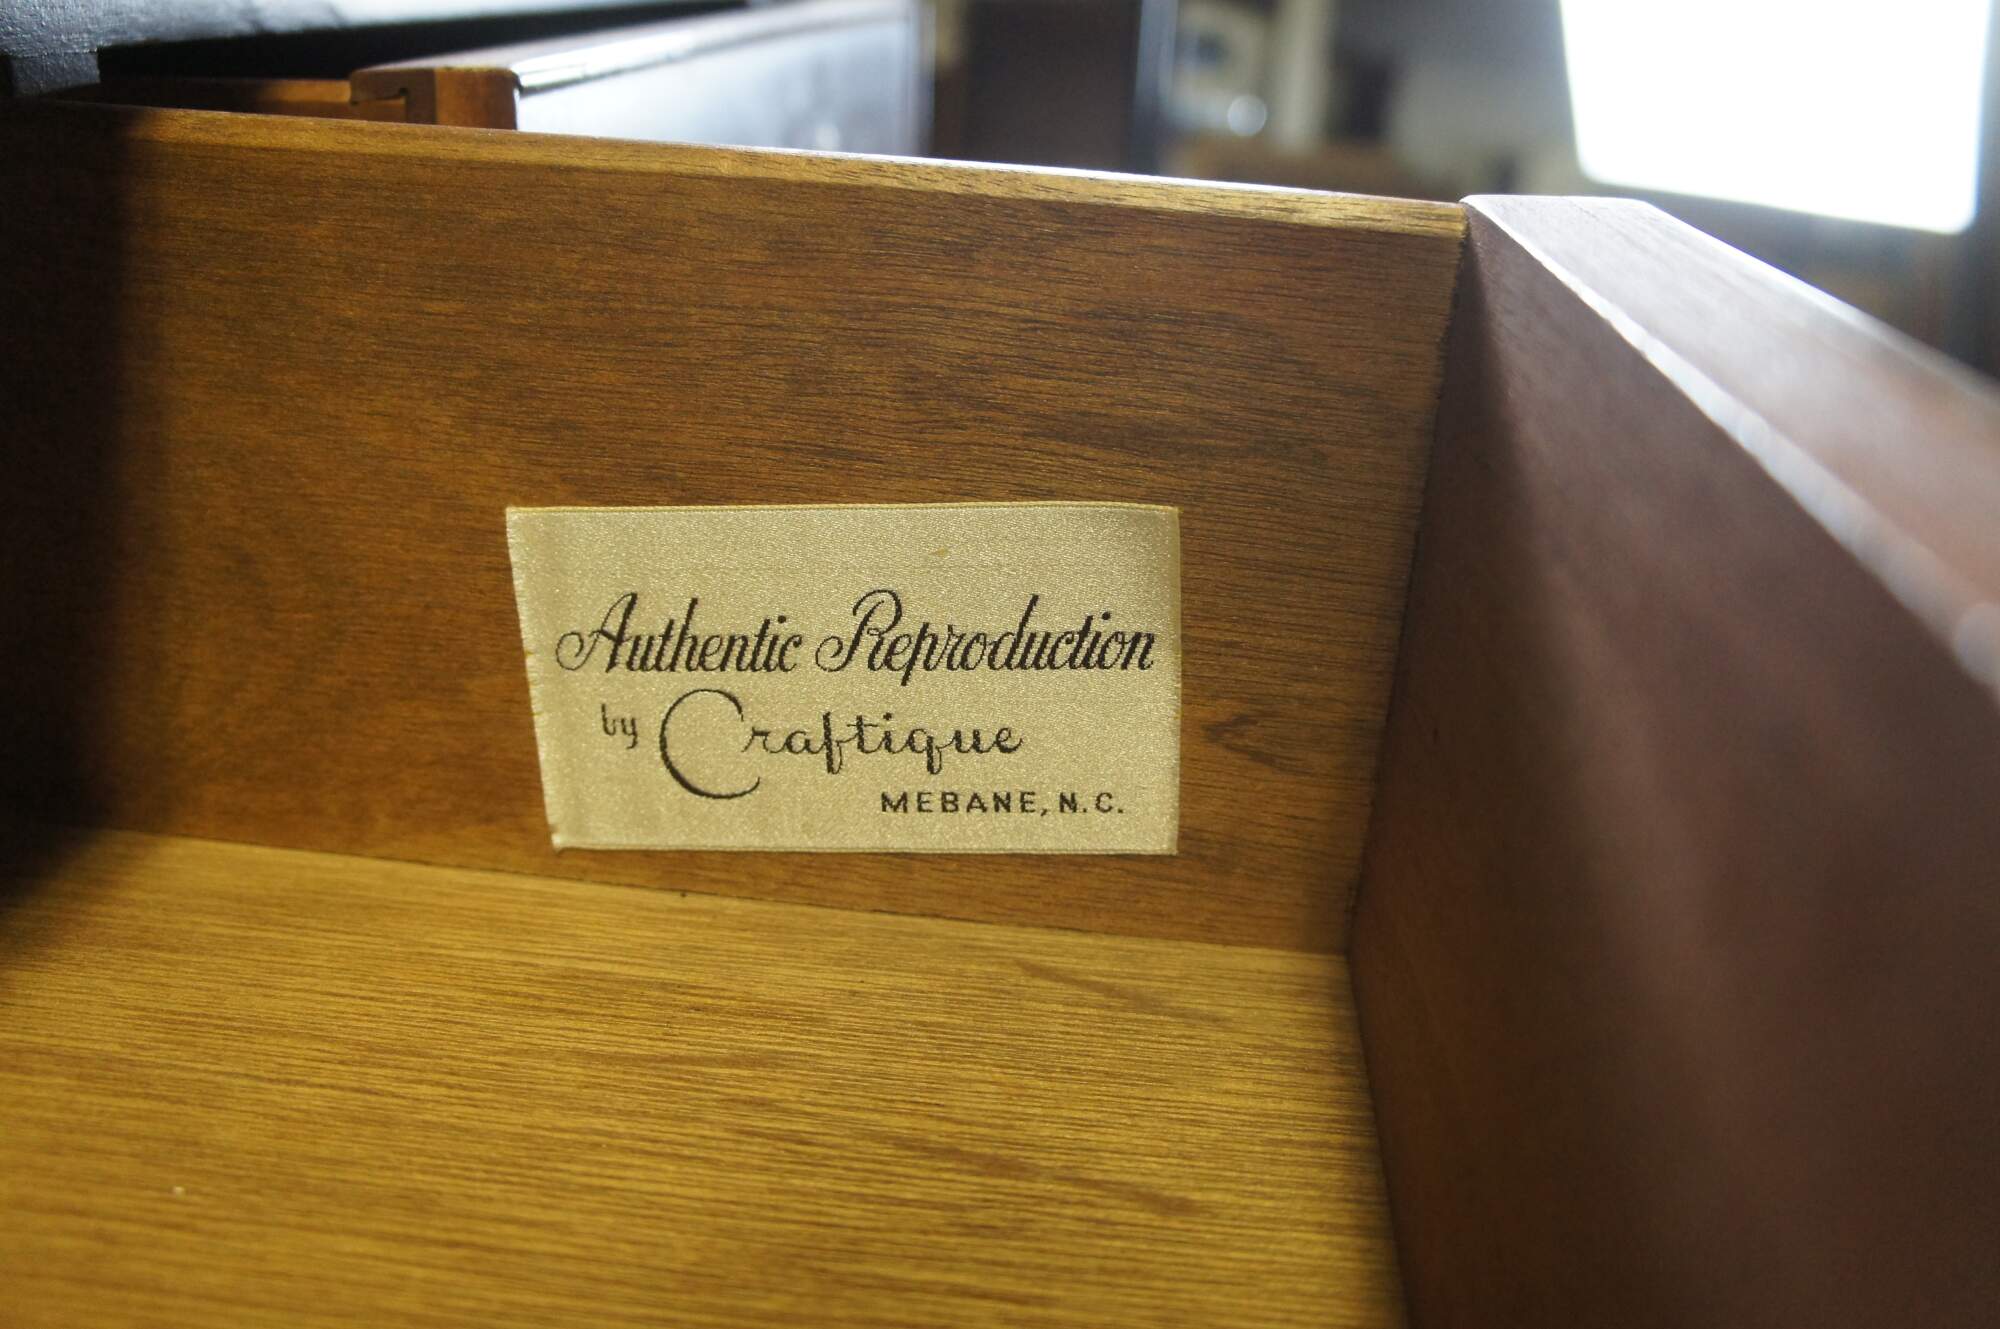 Authentic Reproduction
by Craftique
MEBANE, N.C.